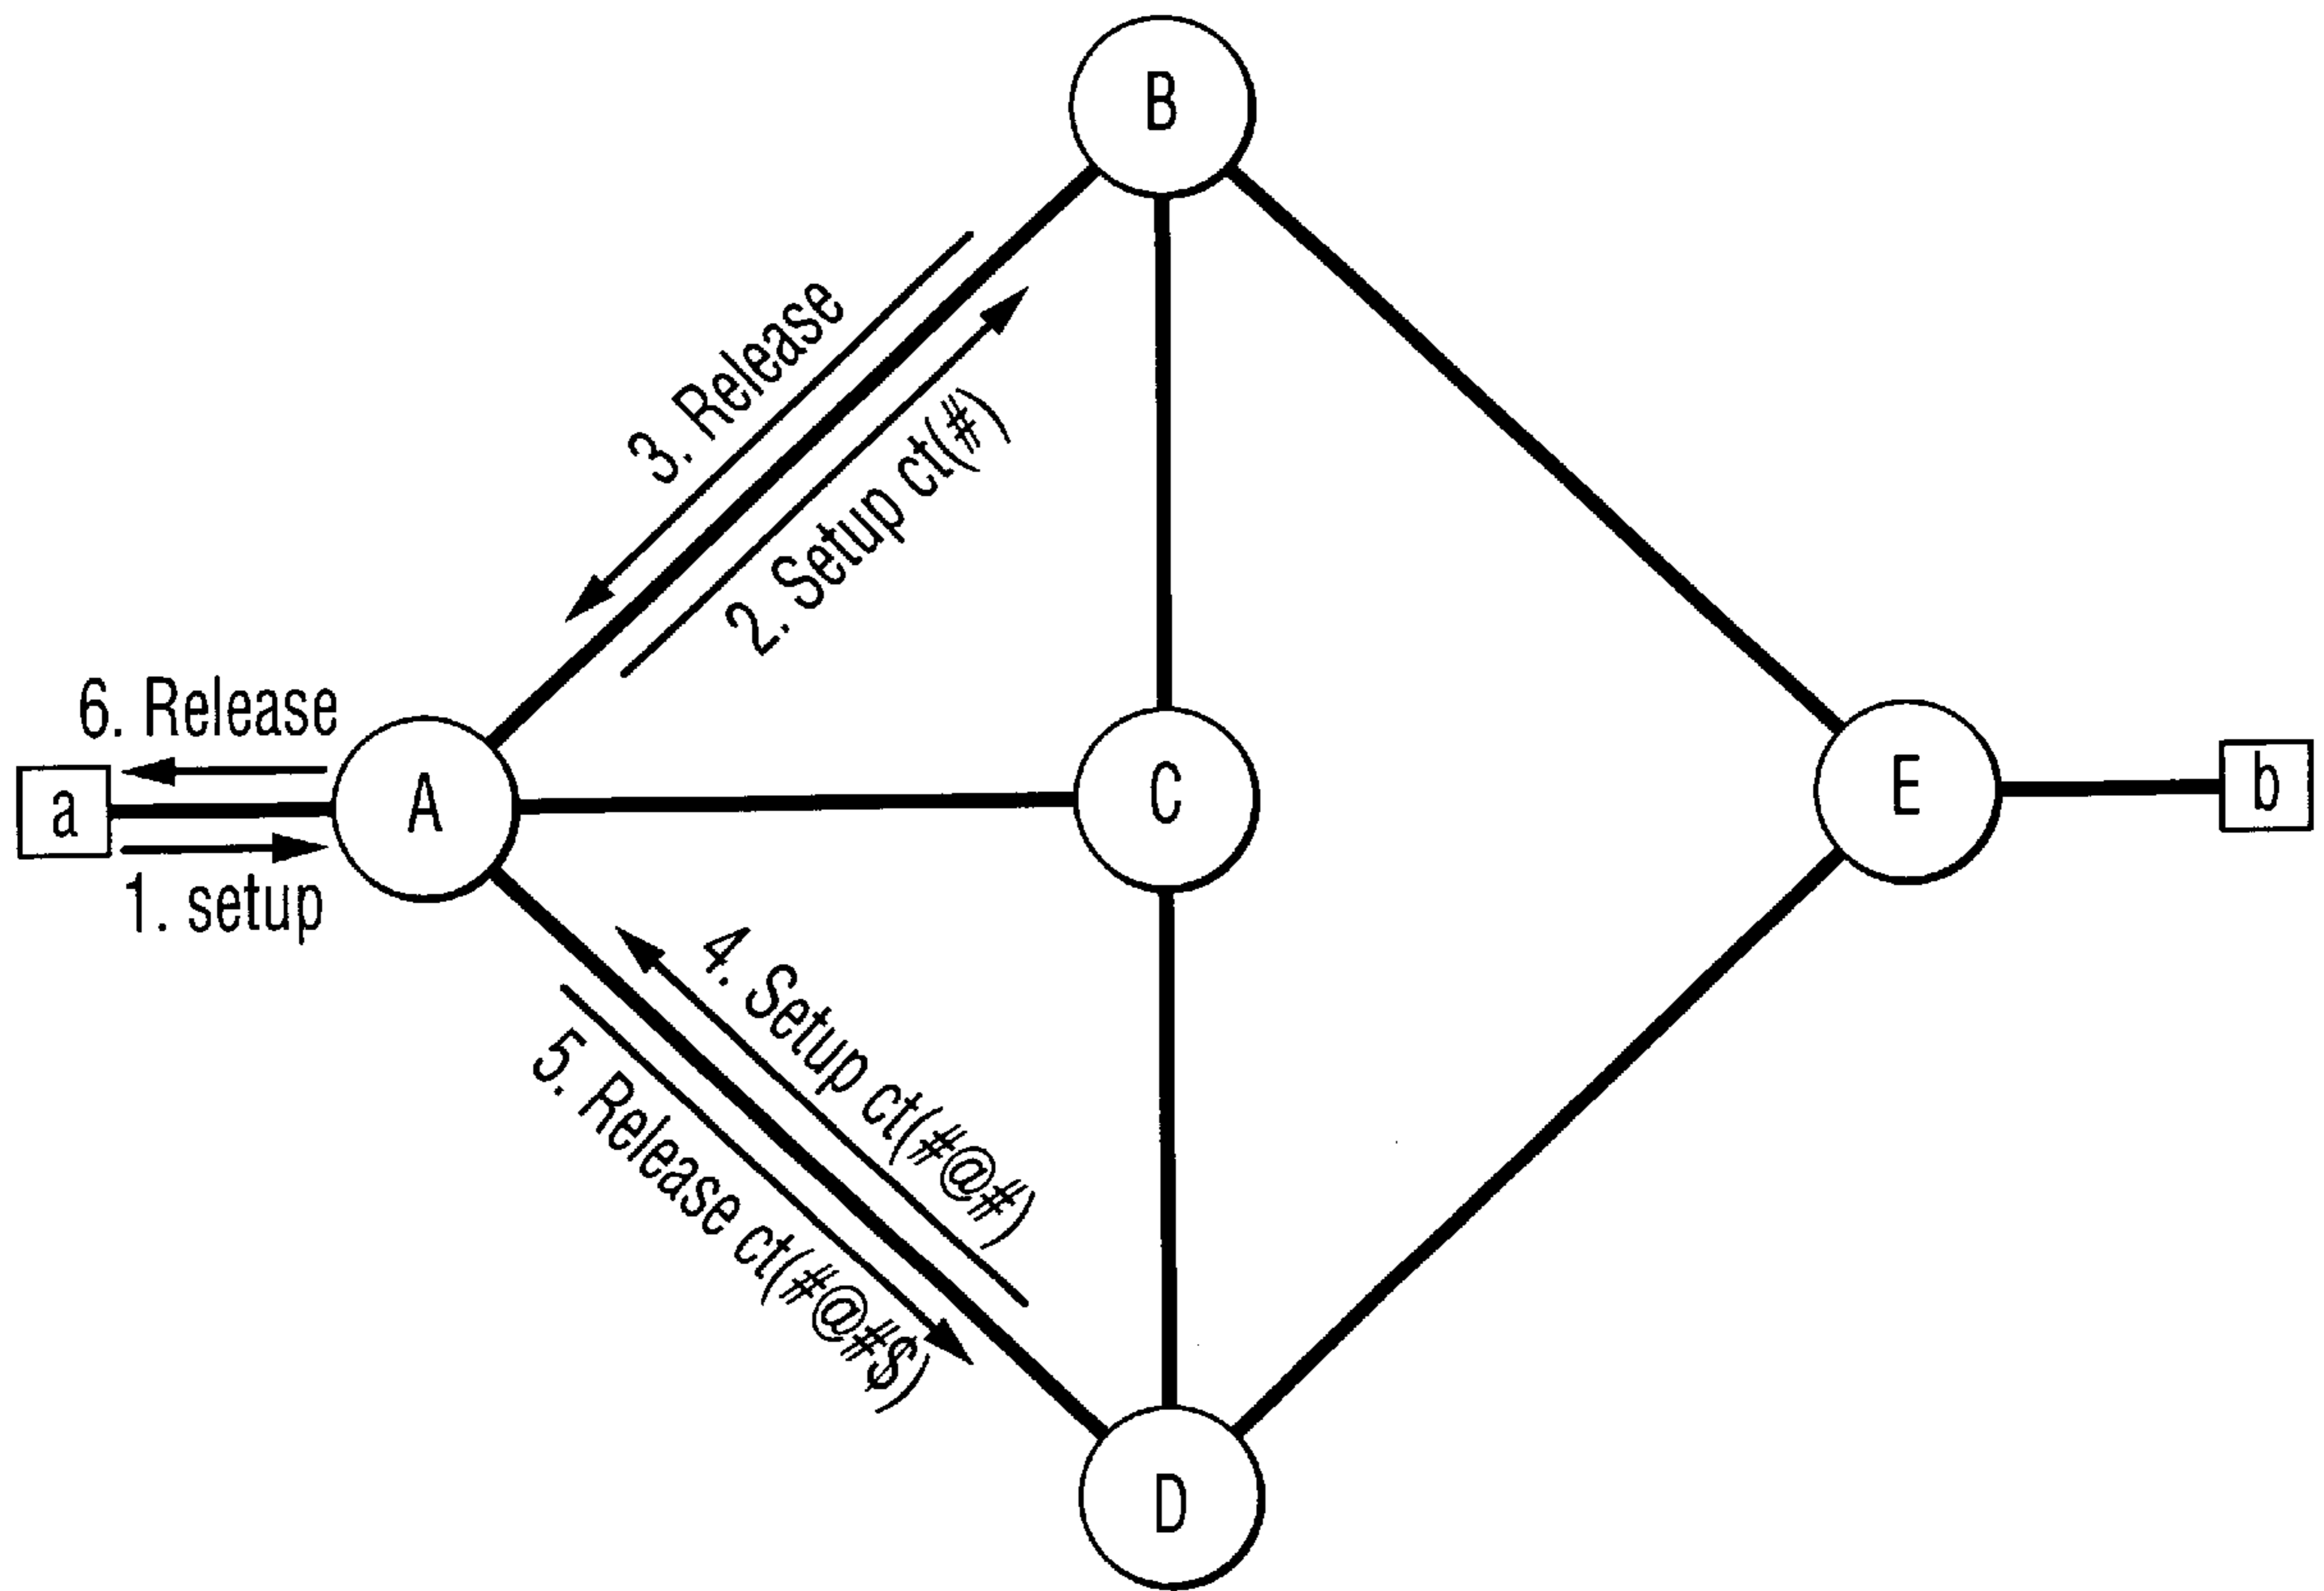 B
3. Release
2. Setup ct(#)
6. Release
a
A
C
E
b
1. setup
4. Setup ct(#@#)
5. Release ct(#@#$)
D